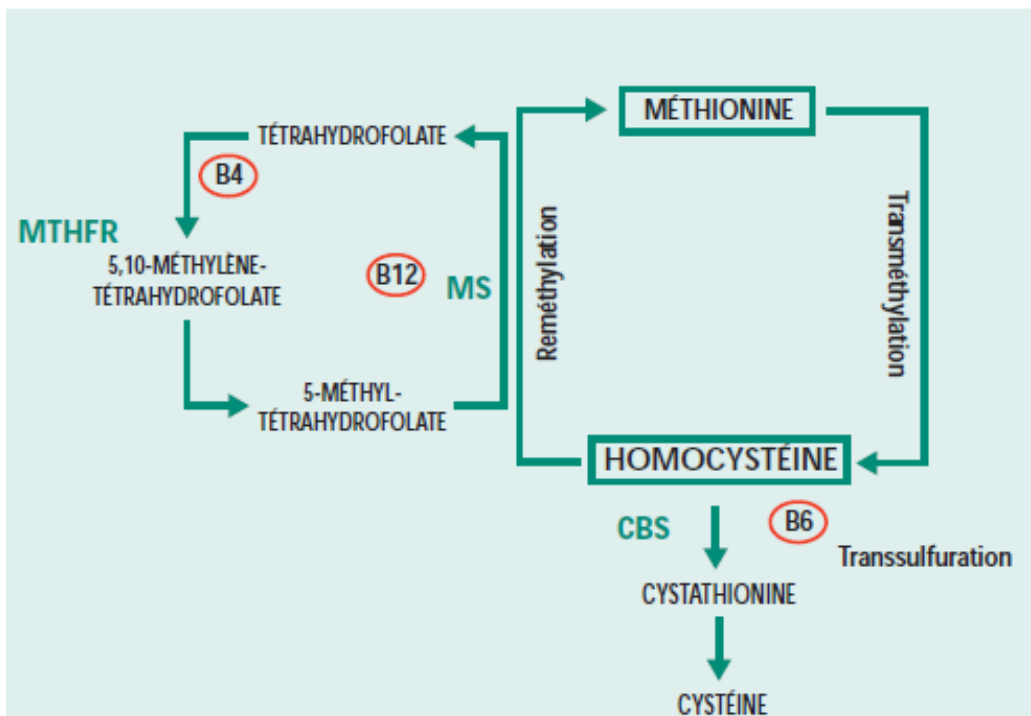 MÉTHIONINE
TÉTRAHYDROFOLATE
B4
MTHFR
5,10-MÉTHYLÈNE-
TÉTRAHYDROFOLATE
B12
MS
Reméthylation
Transméthylation
5-MÉTHYL-
TÉTRAHYDROFOLATE
HOMOCYSTÉINE
CBS
B6
Transsulfuration
CYSTATHIONINE
CYSTÉINE